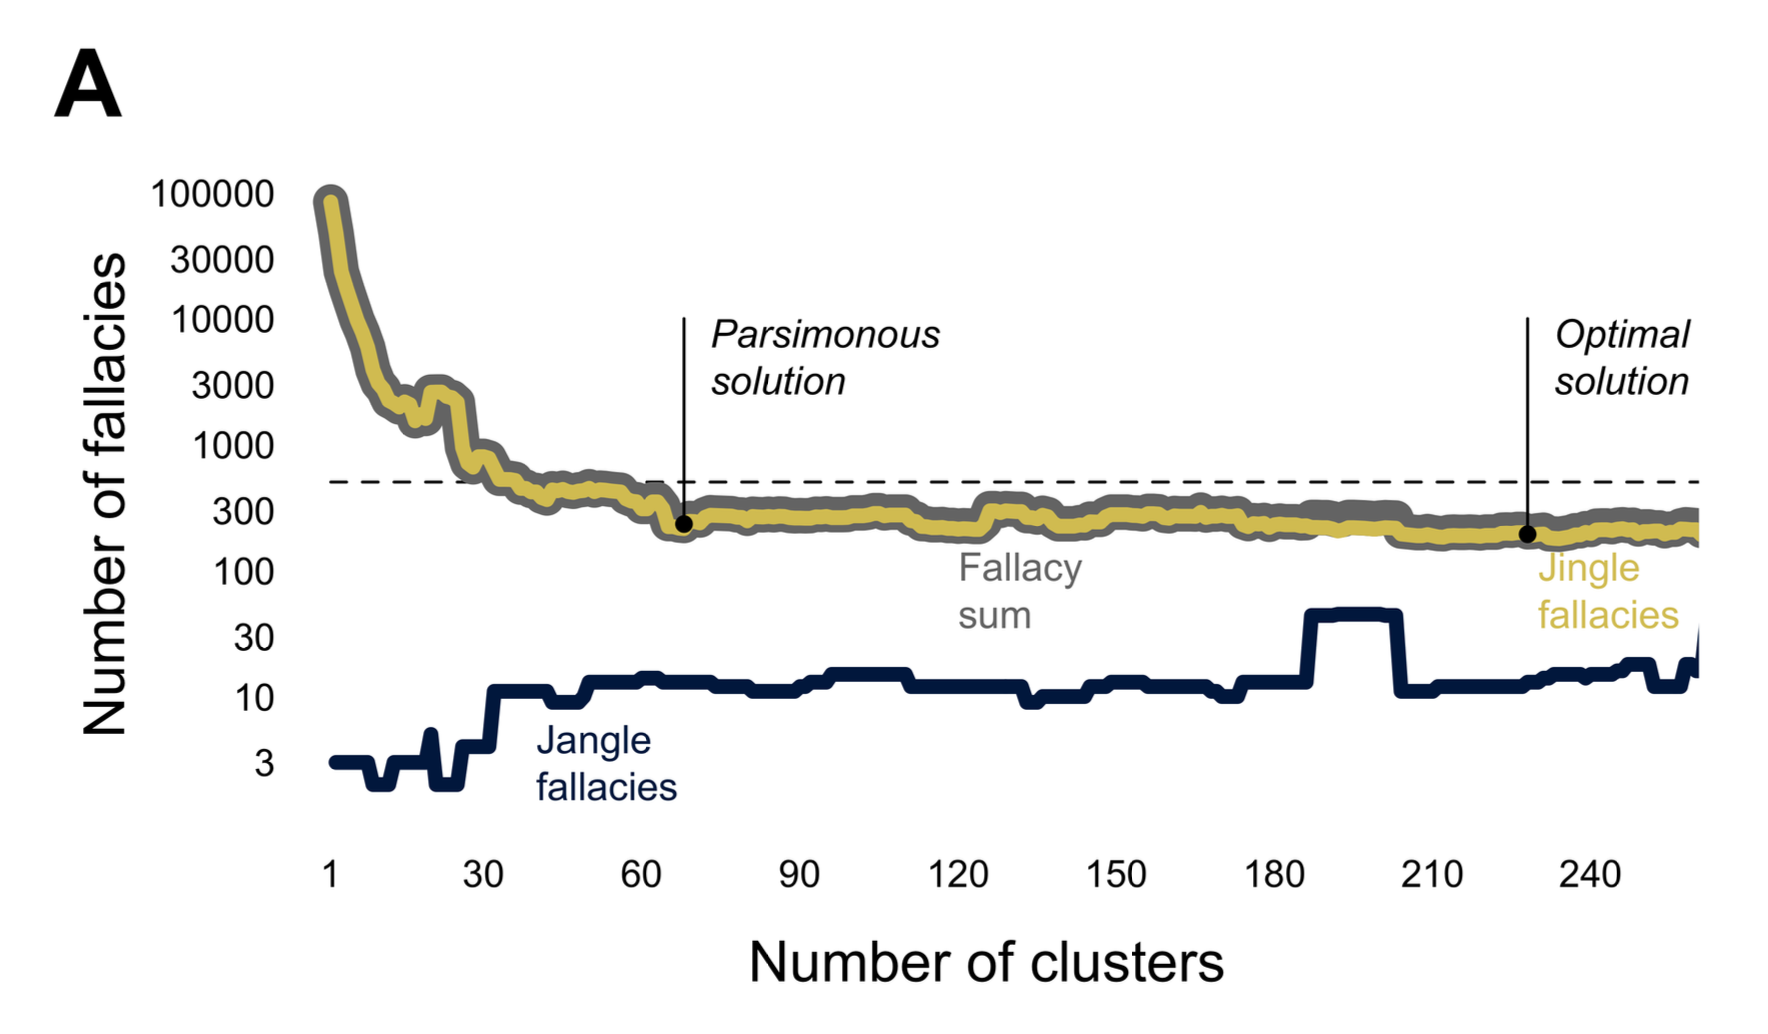 A
100000
30000
10000
3000
1000
300
100
30
10
3
Number of fallacies
Parsimonous
solution
Optimal
solution
Fallacy
sum
Jingle
fallacies
Jangle
fallacies
1 30 60 90 120 150 180 210 240
Number of clusters